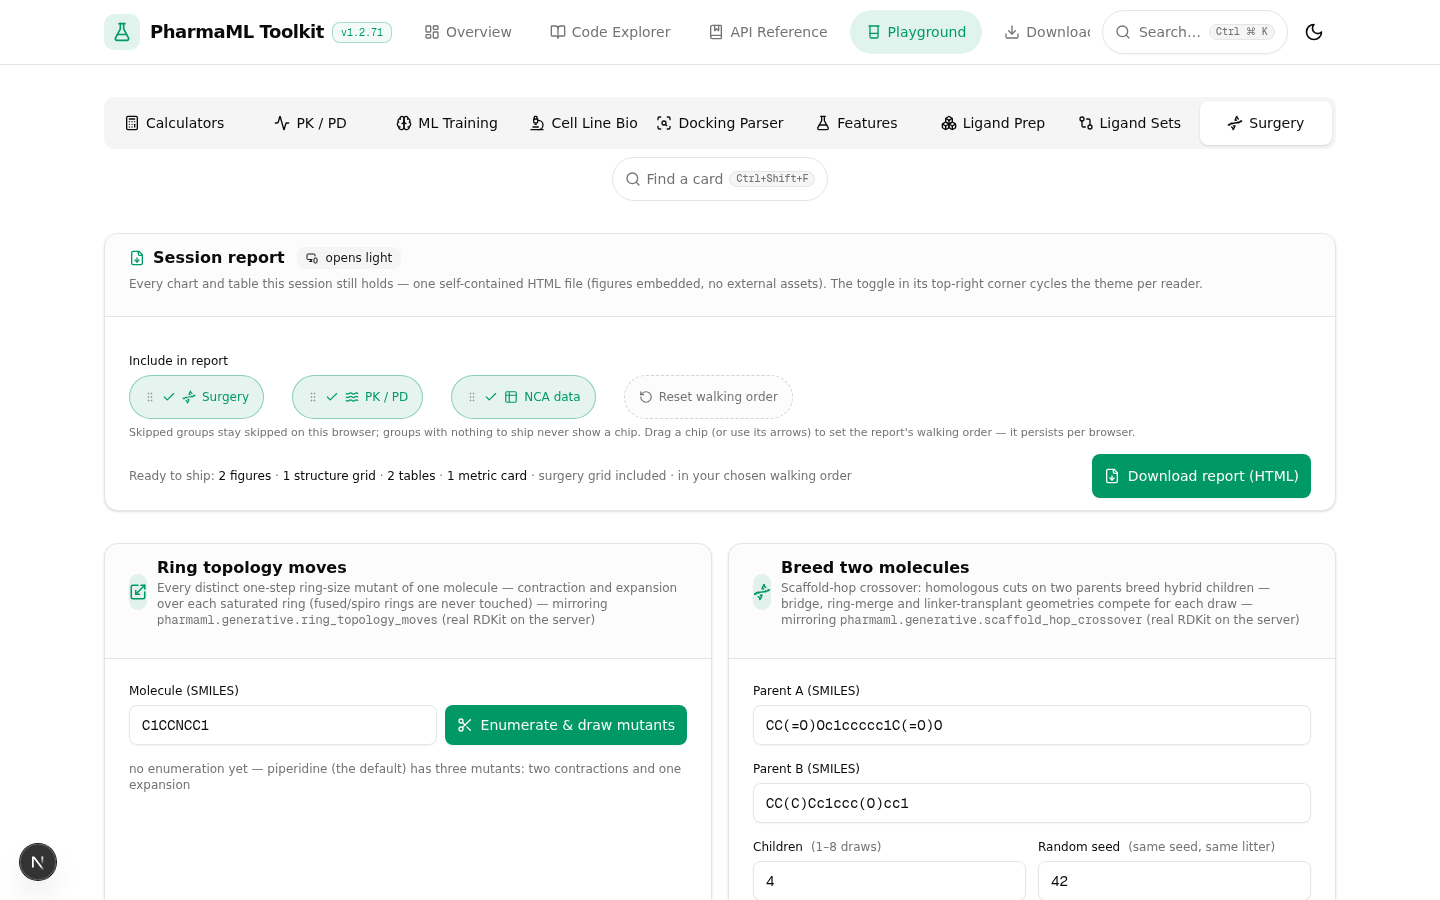 PharmaML Toolkit v1.2.71 Overview Code Explorer API Reference Playground Download Search... Ctrl ⌘ K
Calculators PK / PD ML Training Cell Line Bio Docking Parser Features Ligand Prep Ligand Sets Surgery
Find a card Ctrl+Shift+F
Session report opens light
Every chart and table this session still holds — one self-contained HTML file (figures embedded, no external assets). The toggle in its top-right corner cycles the theme per reader.
Include in report
Surgery PK / PD NCA data Reset walking order
Skipped groups stay skipped on this browser; groups with nothing to ship never show a chip. Drag a chip (or use its arrows) to set the report's walking order — it persists per browser.
Ready to ship: 2 figures · 1 structure grid · 2 tables · 1 metric card · surgery grid included · in your chosen walking order
Download report (HTML)
Ring topology moves
Every distinct one-step ring-size mutant of one molecule — contraction and expansion
over each saturated ring (fused/spiro rings are never touched) — mirroring
pharmaml.generative.ring_topology_moves (real RDKit on the server)
Molecule (SMILES)
C1CCNCC1 Enumerate & draw mutants
no enumeration yet — piperidine (the default) has three mutants: two contractions and one
expansion
Breed two molecules
Scaffold-hop crossover: homologous cuts on two parents breed hybrid children —
bridge, ring-merge and linker-transplant geometries compete for each draw —
mirroring pharmaml.generative.scaffold_hop_crossover (real RDKit on the server)
Parent A (SMILES)
CC(=O)Oc1ccccc1C(=O)O
Parent B (SMILES)
CC(C)Cc1ccc(O)cc1
Children (1–8 draws) Random seed (same seed, same litter)
4 42